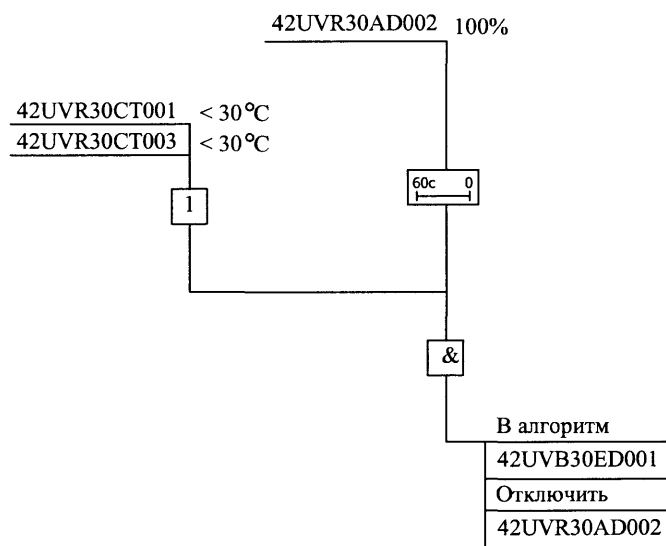 42UVR30AD002 100%
42UVR30CT001 < 30°C
42UVR30CT003 < 30°C
60с 0
1
&
В алгоритм
42UVB30ED001
Отключить
42UVR30AD002